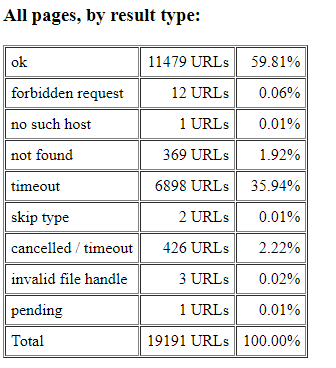 All pages, by result type:
ok 11479 URLs 59.81%
forbidden request 12 URLs 0.06%
no such host 1 URLs 0.01%
not found 369 URLs 1.92%
timeout 6898 URLs 35.94%
skip type 2 URLs 0.01%
cancelled / timeout 426 URLs 2.22%
invalid file handle 3 URLs 0.02%
pending 1 URLs 0.01%
Total 19191 URLs 100.00%